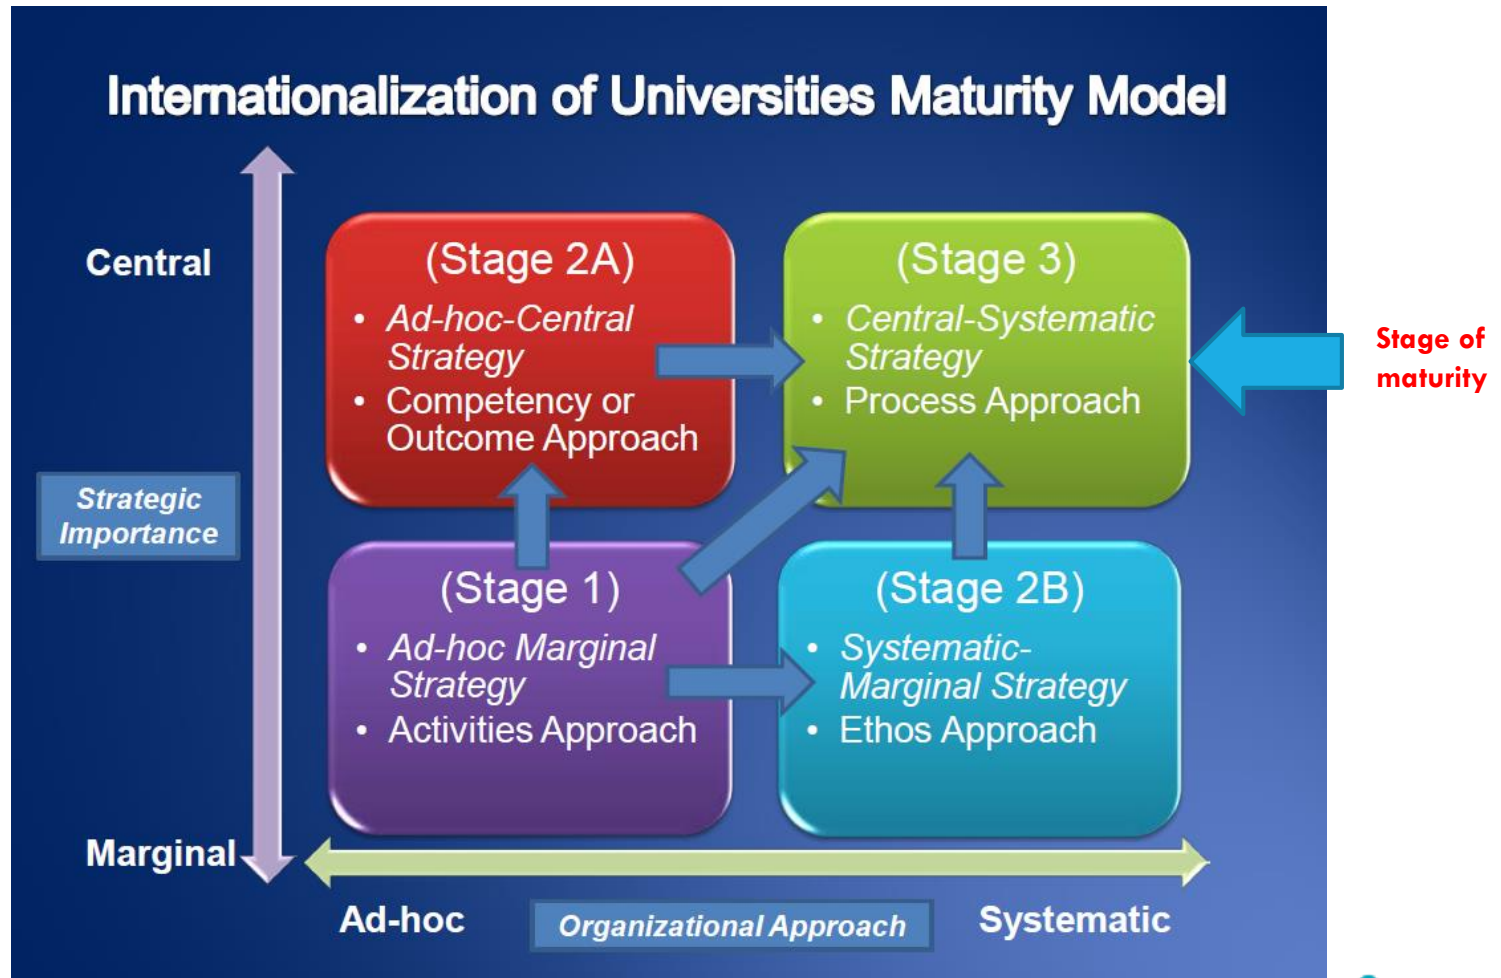 Internationalization of Universities Maturity Model
Central
(Stage 2A)
• Ad-hoc-Central
Strategy
• Competency or
Outcome Approach
(Stage 3)
• Central-Systematic
Strategy
• Process Approach
Stage of
maturity
Strategic
Importance
(Stage 1)
• Ad-hoc Marginal
Strategy
• Activities Approach
(Stage 2B)
• Systematic-
Marginal Strategy
• Ethos Approach
Marginal
Ad-hoc
Organizational Approach
Systematic